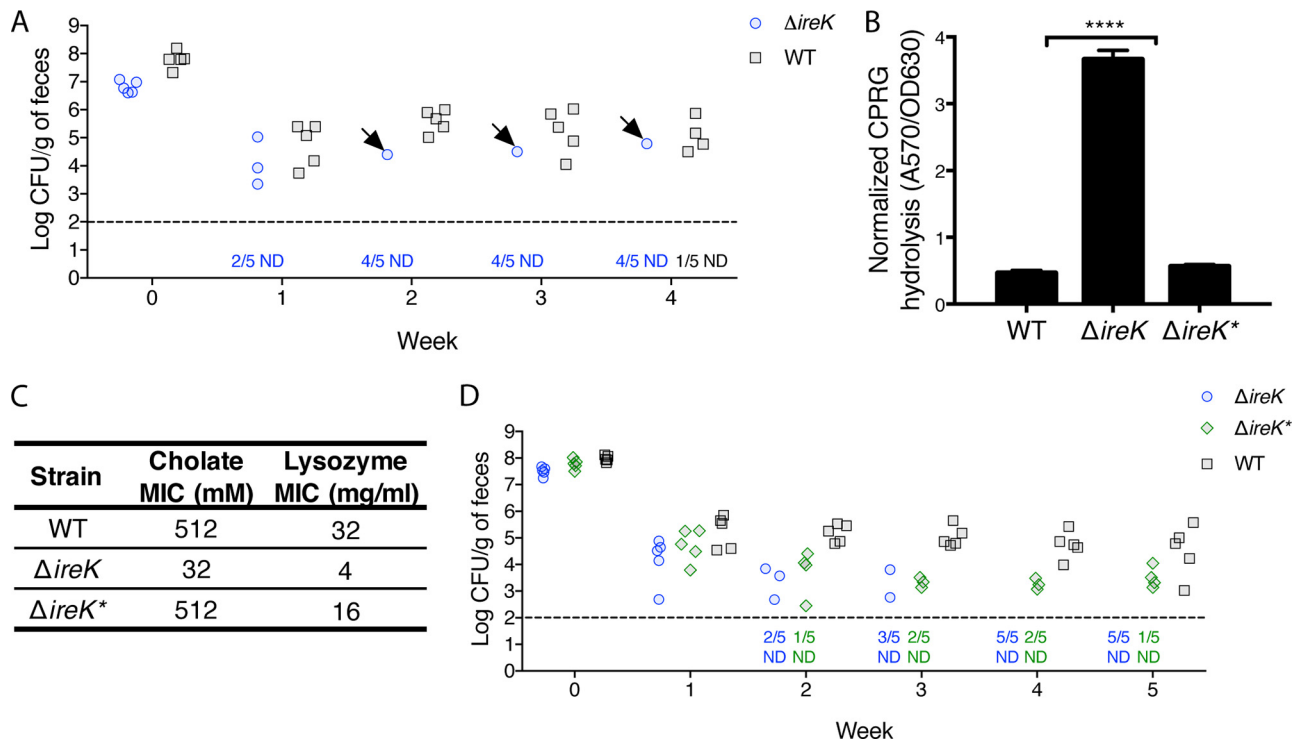 A
Log CFU/g of feces
9
8
7
6
5
4
3
2
1
0
2/5 ND
4/5 ND
4/5 ND
4/5 ND
1/5 ND
0
1
2
3
4
Week
ΔireK
WT
B
Normalized CPRG
hydrolysis (A570/OD630)
4
3
2
1
0
****
WT
ΔireK
ΔireK*
C
Strain
Cholate
MIC (mM)
Lysozyme
MIC (mg/ml)
WT 512 32
ΔireK 32 4
ΔireK* 512 16
D
Log CFU/g of feces
9
8
7
6
5
4
3
2
1
0
2/5 1/5 3/5 2/5 5/5 2/5 5/5 1/5
ND ND ND ND ND ND ND ND
0
1
2
3
4
5
Week
ΔireK
ΔireK*
WT